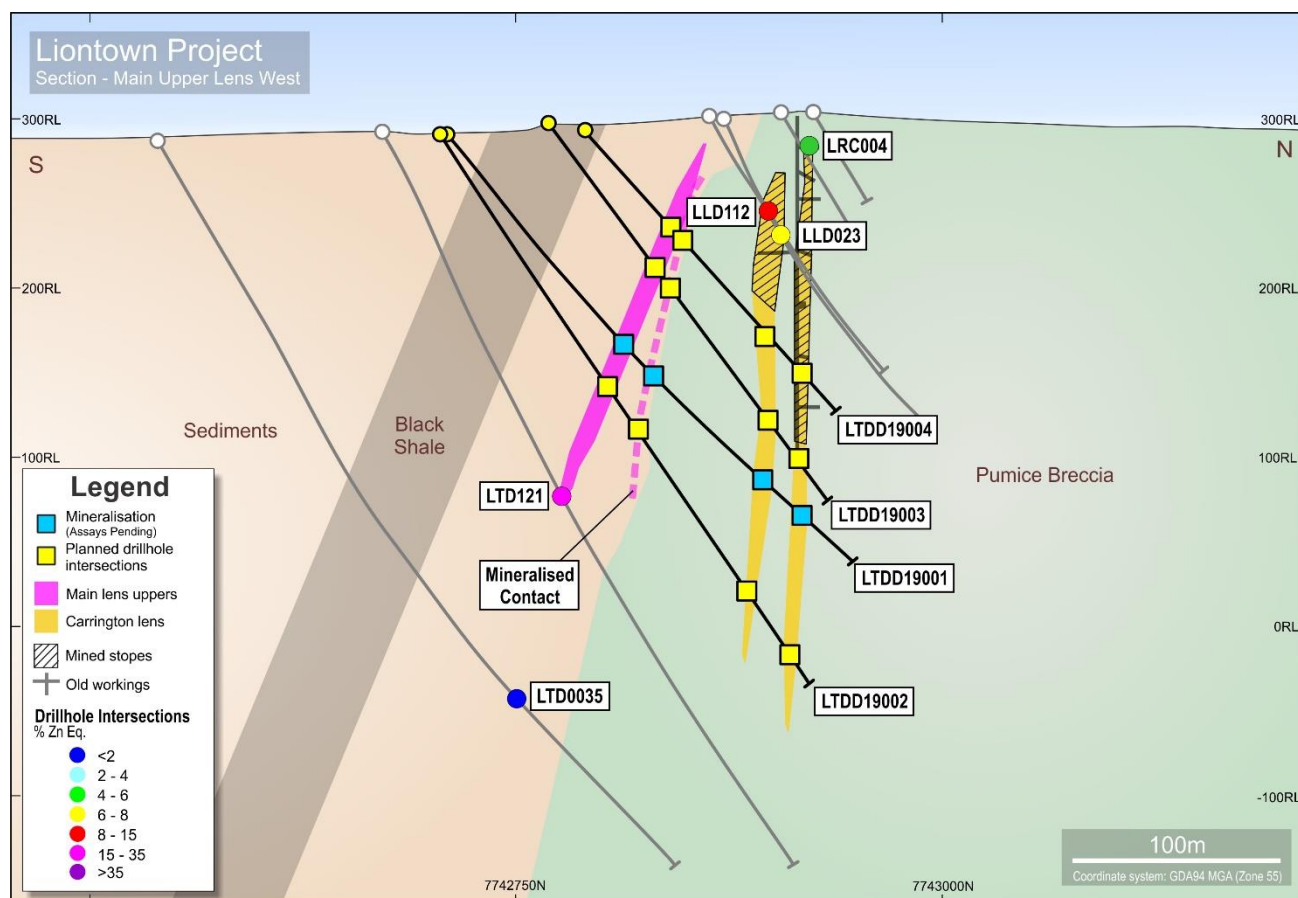 Liontown Project
Section - Main Upper Lens West
300RL
300RL
S
N
LRC004
LLD112
LLD023
200RL
200RL
LTDD19004
Sediments
Black
Shale
Pumice Breccia
100RL
100RL
LTD121
LTDD19003
LTDD19001
Mineralised
Contact
0RL
LTD0035
LTDD19002
-100RL
Legend
Mineralisation
(Assays Pending)
Planned drillhole
intersections
Main lens uppers
Carrington lens
Mined stopes
Old workings
Drillhole Intersections
% Zn Eq.
<2
2 - 4
4 - 6
6 - 8
8 - 15
15 - 35
>35
7742750N
7743000N
100m
Coordinate system: GDA94 MGA (Zone 55)